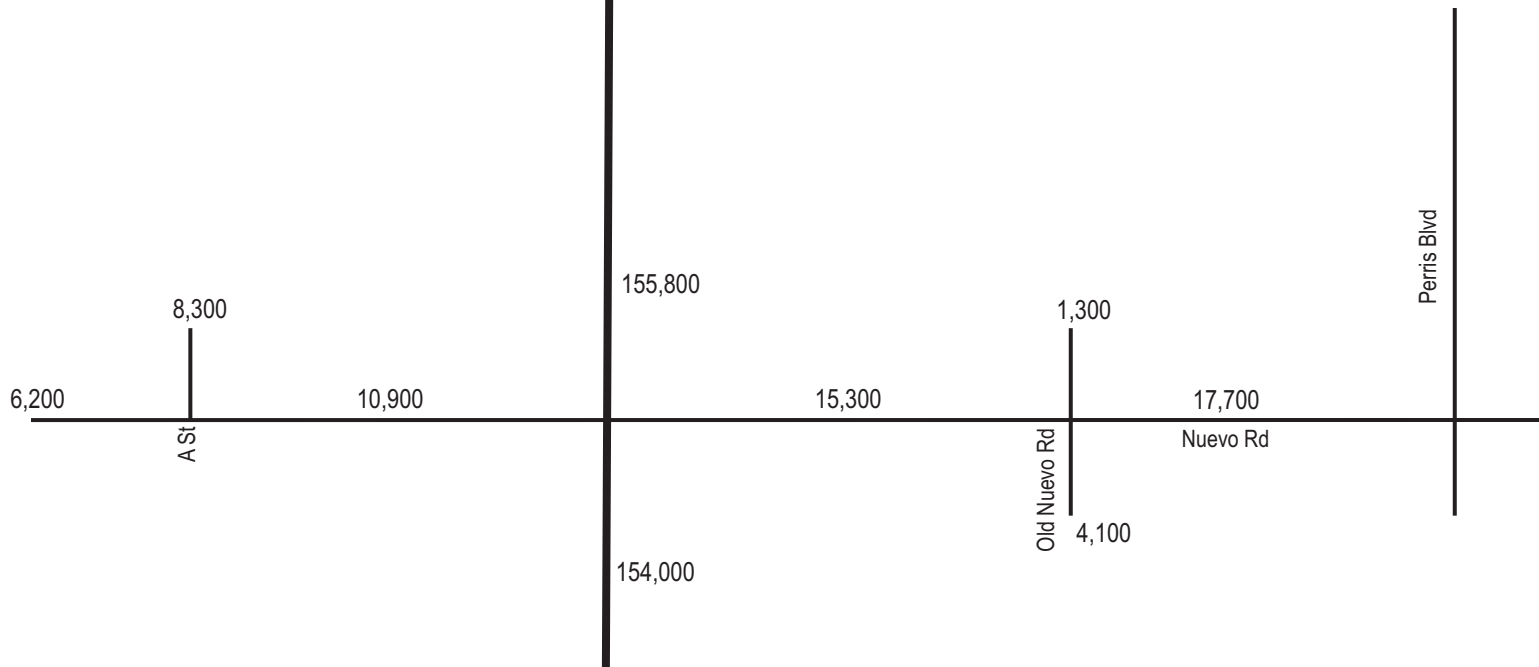 Perris Blvd
155,800
8,300
1,300
6,200
10,900
15,300
17,700
A St
Old Nuevo Rd
Nuevo Rd
4,100
154,000